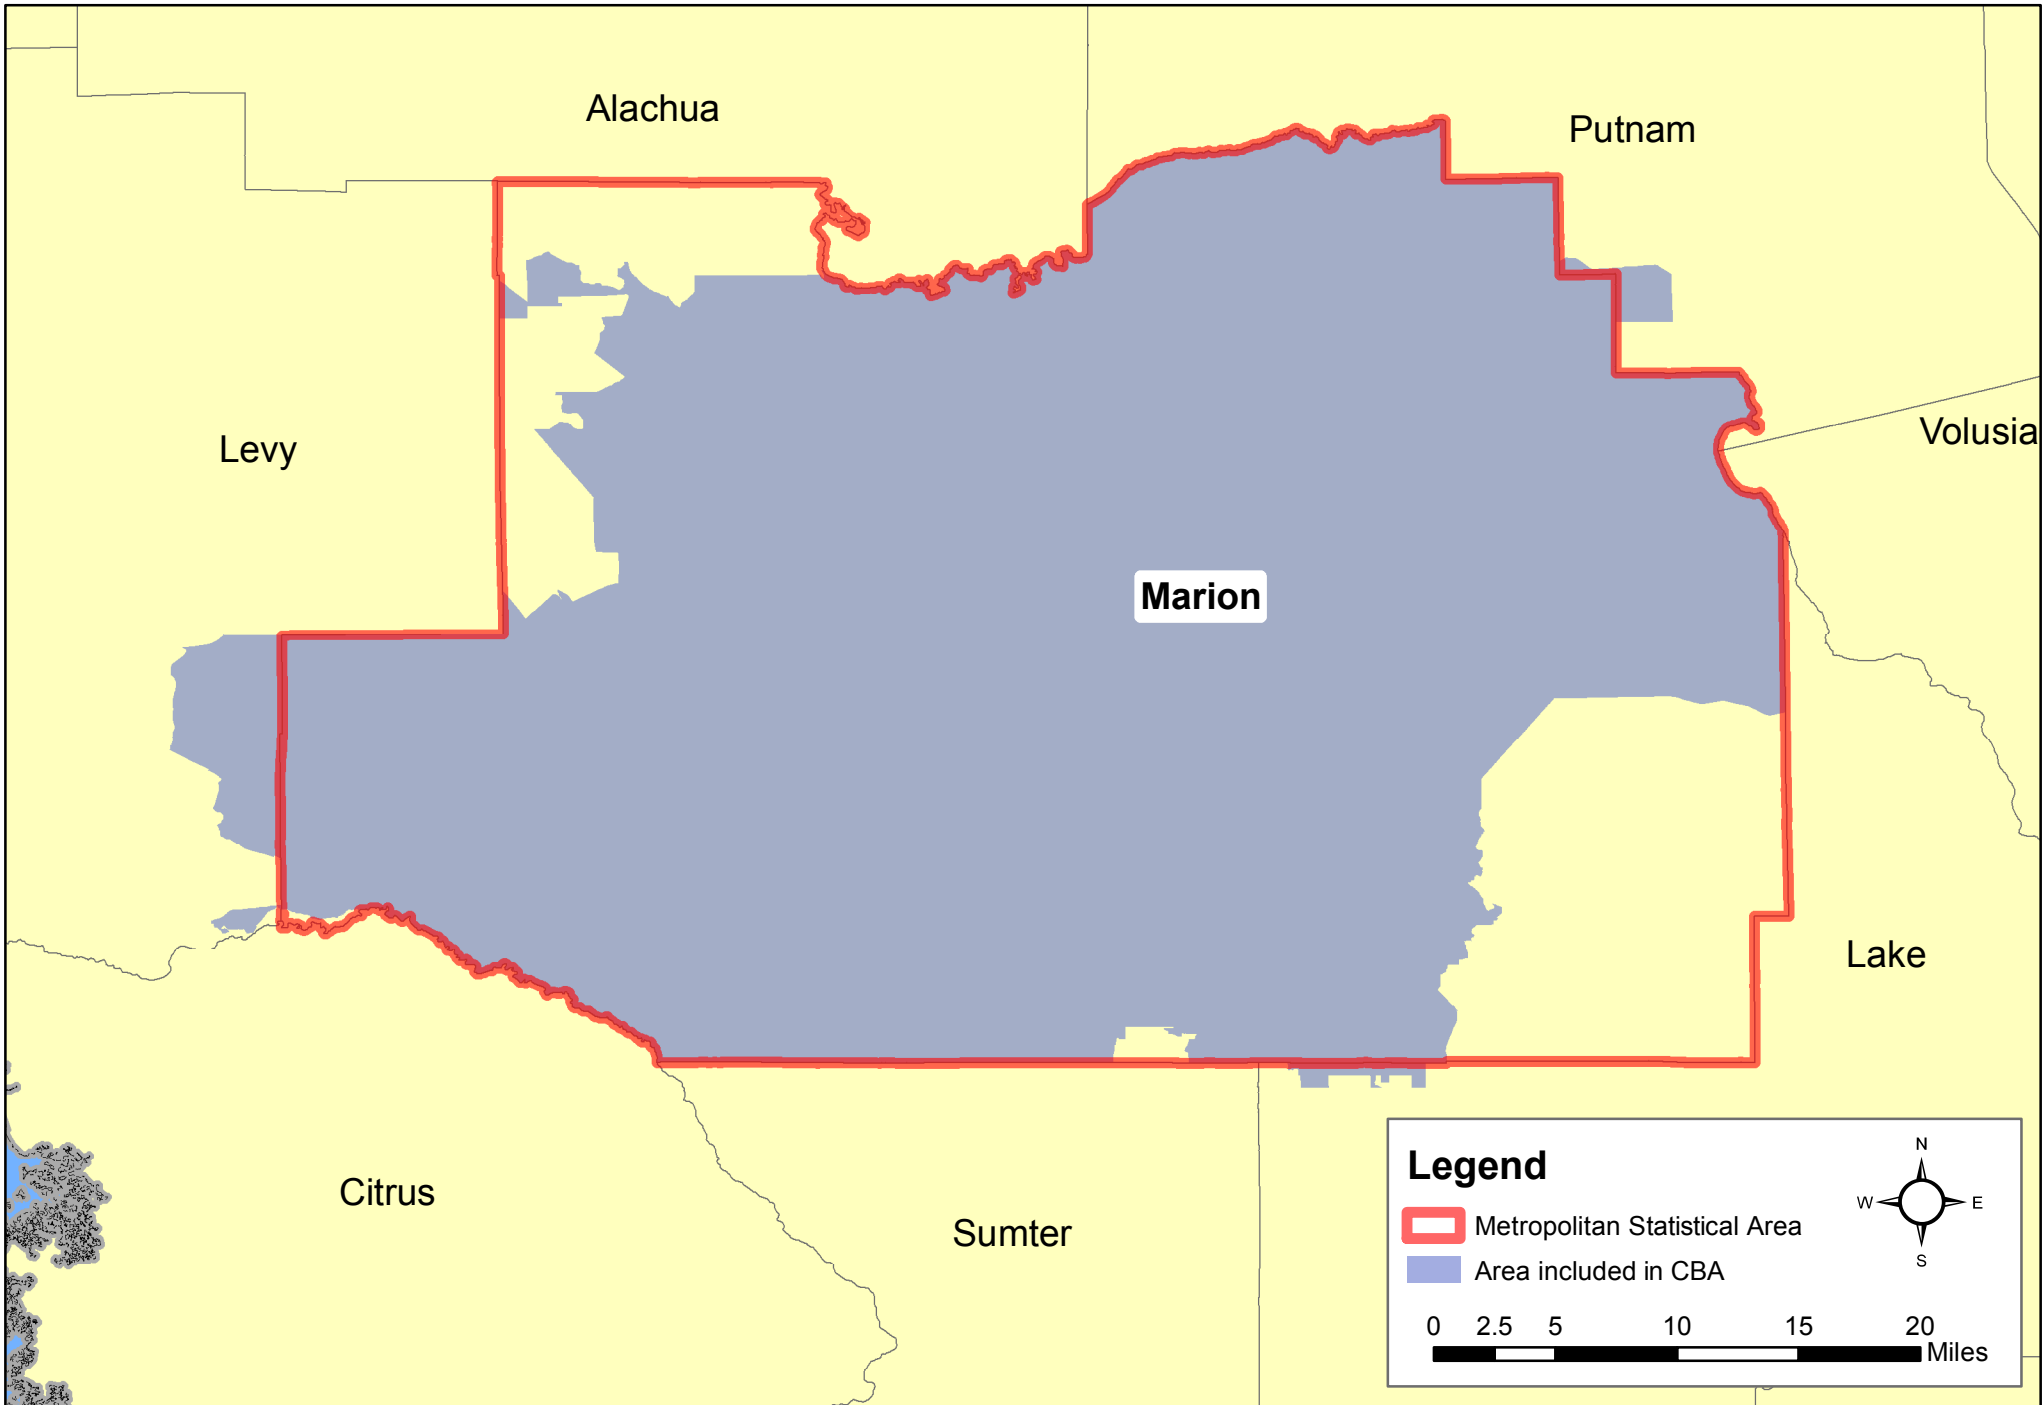 Alachua
Putnam
Levy
Volusia
Marion
Lake
Citrus
Sumter
Legend
Metropolitan Statistical Area
Area included in CBA
N
W E
S
0 2.5 5 10 15 20
Miles